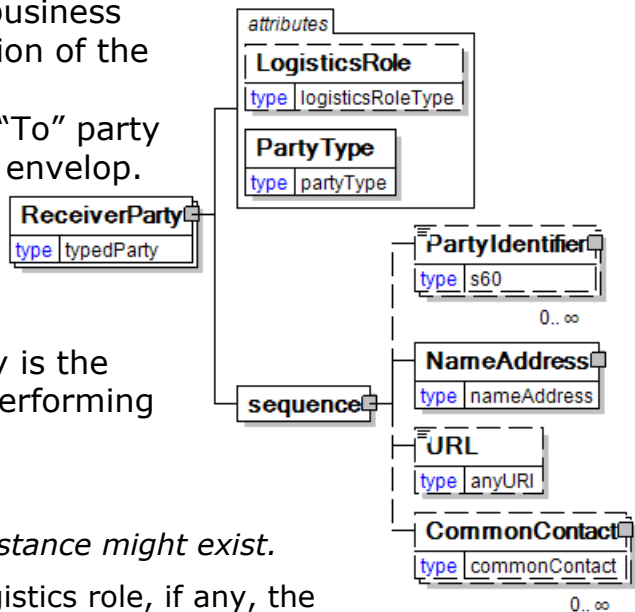 business
ion of the
“To” party
envelop.
y is the
erforming
stance might exist.
gistics role, if any, the
attributes
LogisticsRole
type logisticsRoleType
PartyType
type partyType
ReceiverParty
type typedParty
sequence
PartyIdentifier
type s60
0.. ∞
NameAddress
type nameAddress
URL
type anyURI
CommonContact
type commonContact
0.. ∞